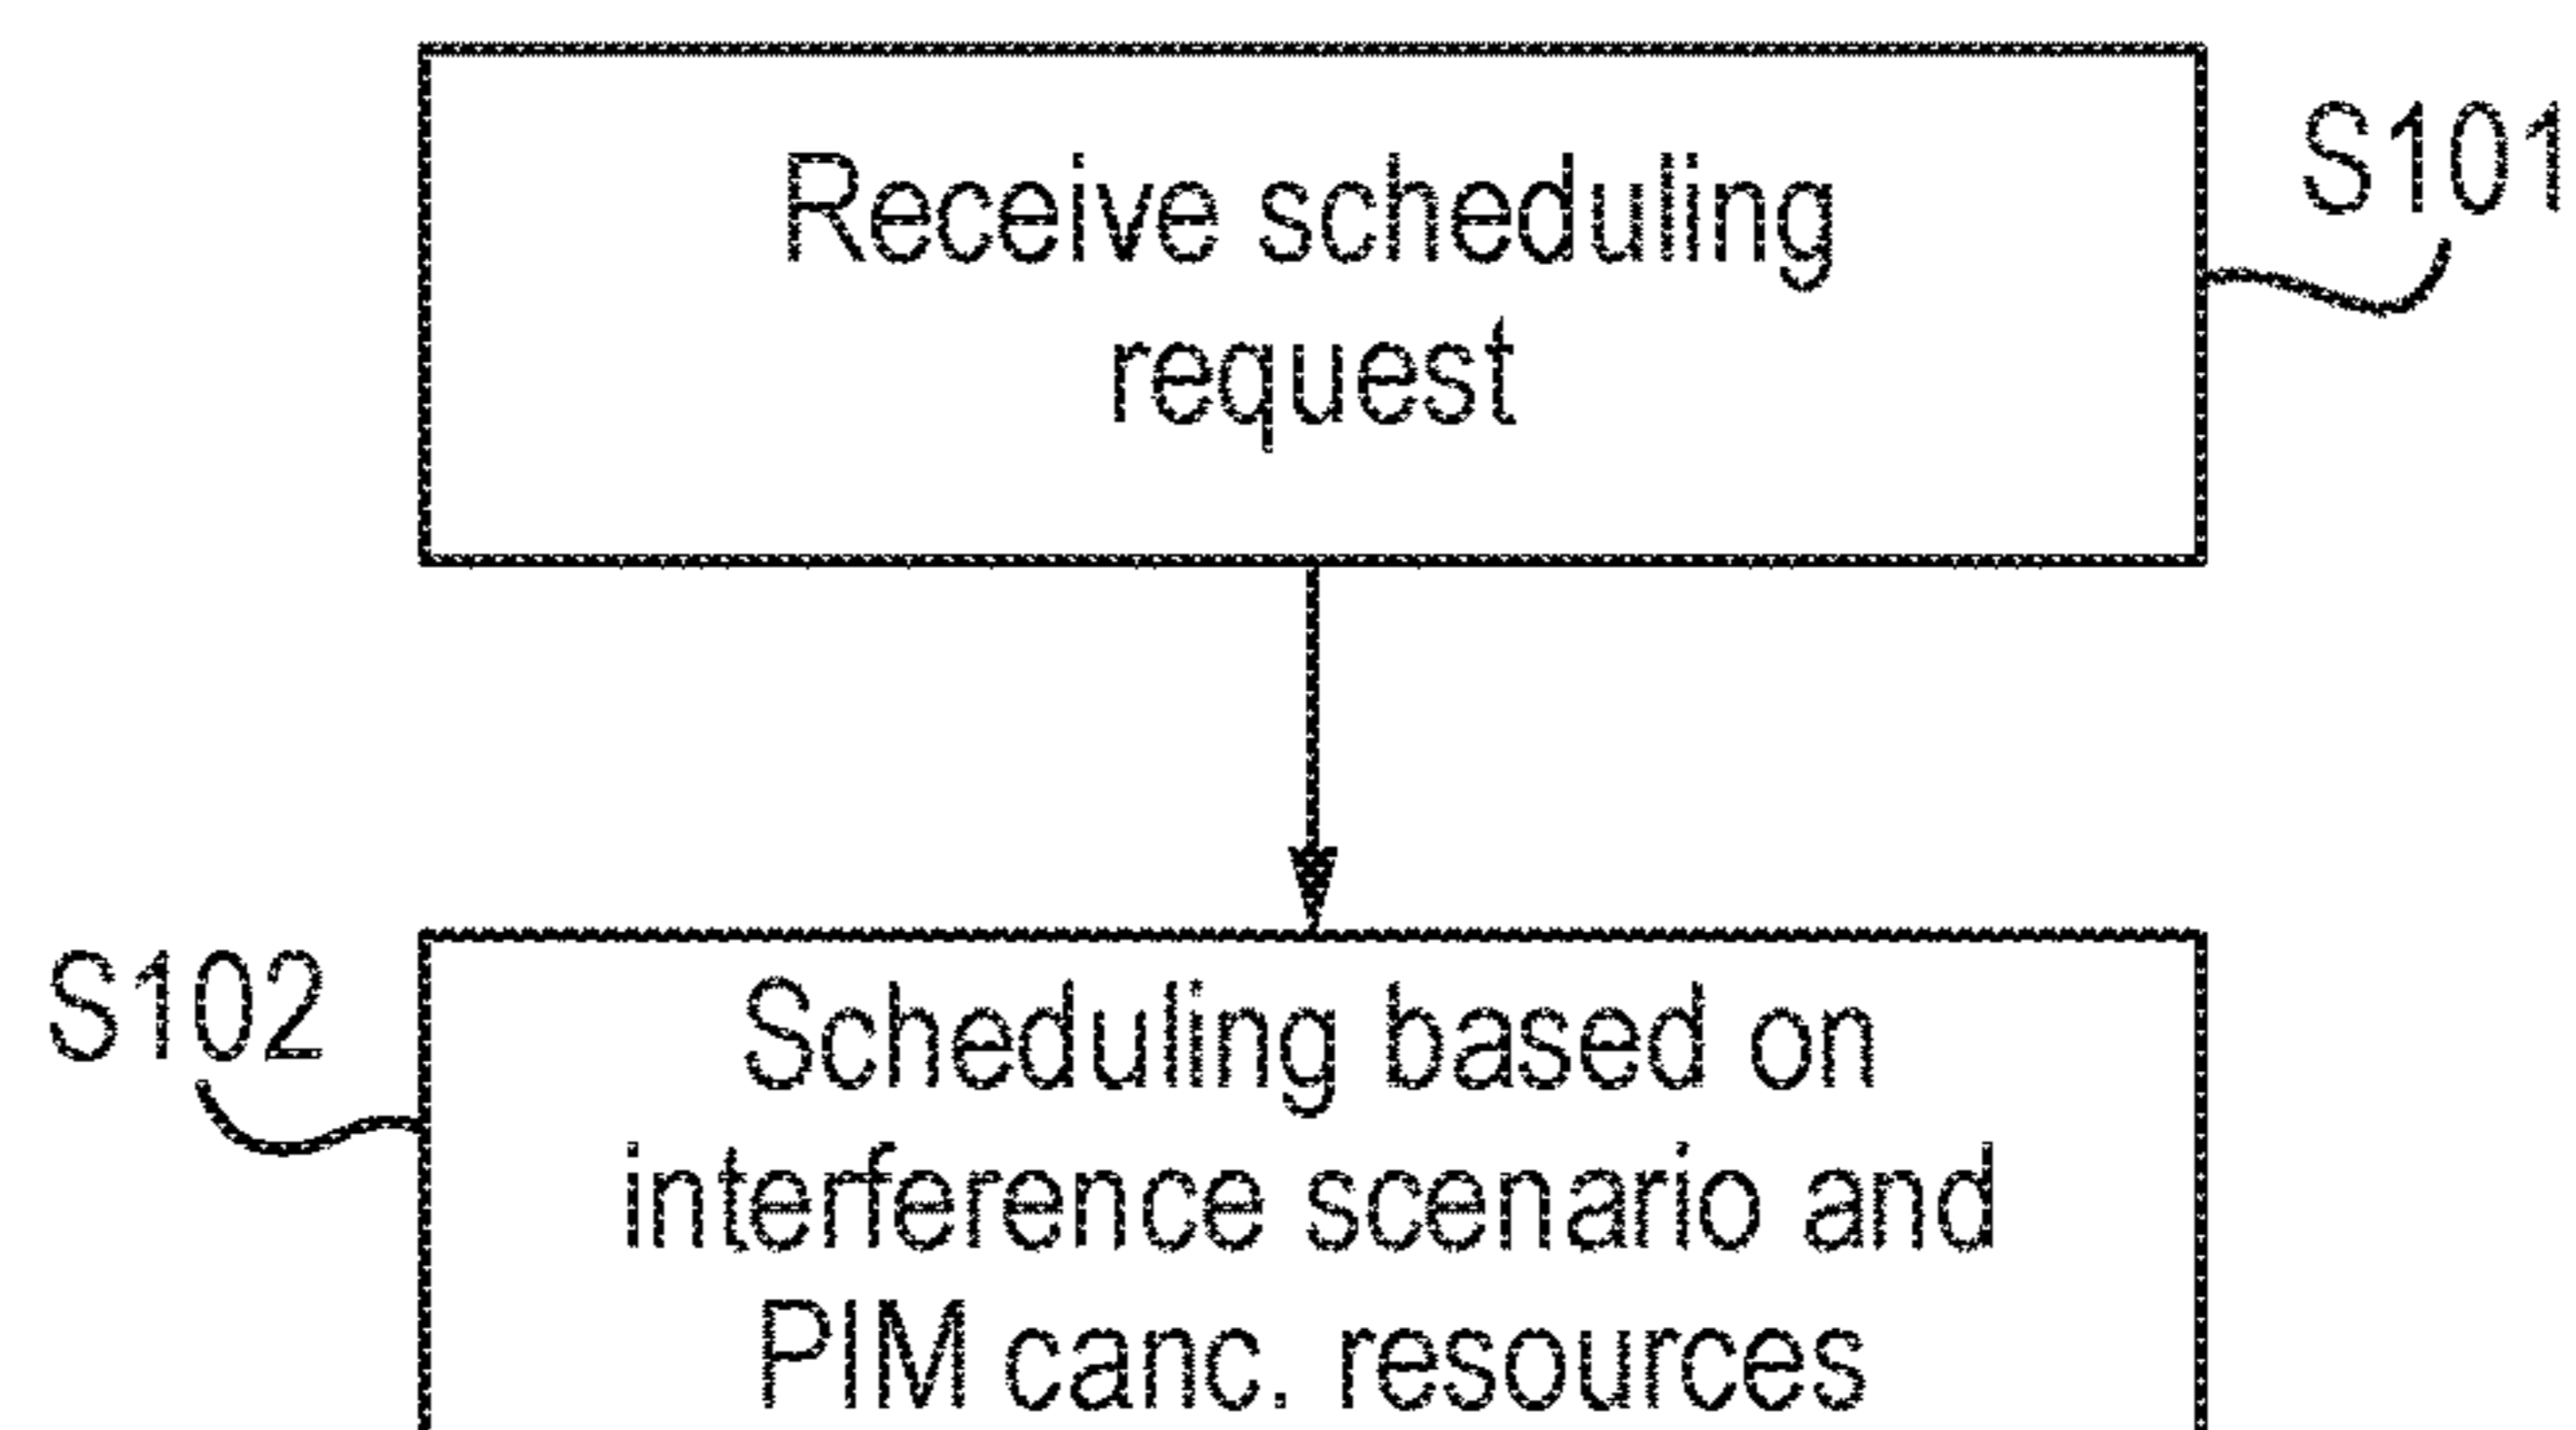 Receive scheduling
request
S101
S102
Scheduling based on
interference scenario and
PIM canc. resources